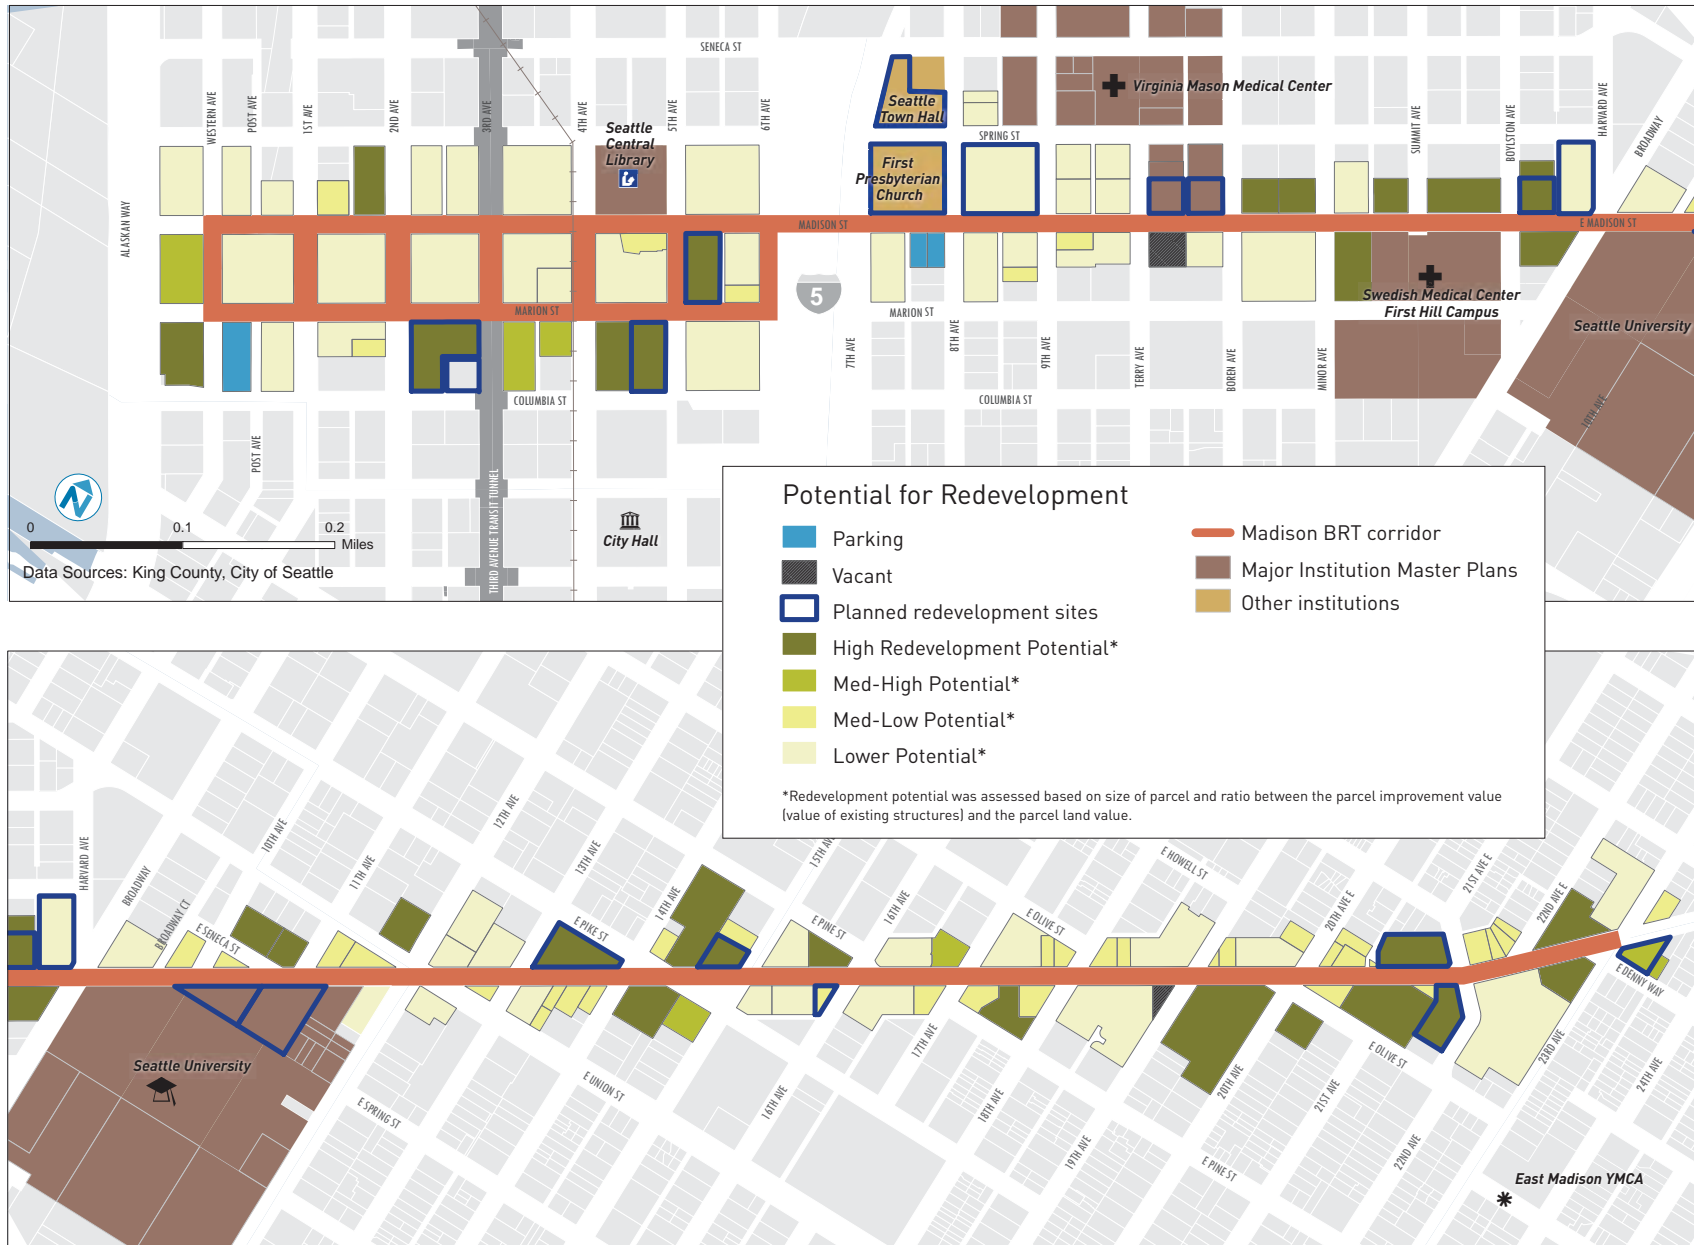 SENECA ST
WESTERN AVE
POST AVE
1ST AVE
2ND AVE
3RD AVE
4TH AVE
5TH AVE
6TH AVE
Seattle
Central
Library
Seattle
Town Hall
Virginia Mason Medical Center
SPRING ST
SUMMIT AVE
BOYLSTON AVE
HARVARD AVE
BROADWAY
First
Presbyterian
Church
ALASKAN WAY
MADISON ST
E MADISON ST
5
MARION ST
MARION ST
Swedish Medical Center
First Hill Campus
Seattle University
7TH AVE
8TH AVE
9TH AVE
TERRY AVE
BOREN AVE
MINOR AVE
COLUMBIA ST
COLUMBIA ST
10TH AVE
POST AVE
THIRD AVENUE TRANSIT TUNNEL
N
0 0.1 0.2
Miles
City Hall
Data Sources: King County, City of Seattle
Potential for Redevelopment
Parking
Vacant
Planned redevelopment sites
High Redevelopment Potential*
Med-High Potential*
Med-Low Potential*
Lower Potential*
Madison BRT corridor
Major Institution Master Plans
Other institutions
*Redevelopment potential was assessed based on size of parcel and ratio between the parcel improvement value
(value of existing structures) and the parcel land value.
HARVARD AVE
BROADWAY
BROADWAY CT
E SENECA ST
10TH AVE
11TH AVE
12TH AVE
13TH AVE
E PIKE ST
14TH AVE
15TH AVE
E PINE ST
16TH AVE
E OLIVE ST
E HOWELL ST
20TH AVE E
21ST AVE E
22ND AVE E
E DENNY WAY
Seattle University
E SPRING ST
E UNION ST
16TH AVE
17TH AVE
18TH AVE
19TH AVE
20TH AVE
E PINE ST
21ST AVE
E OLIVE ST
22ND AVE
23RD AVE
24TH AVE
East Madison YMCA